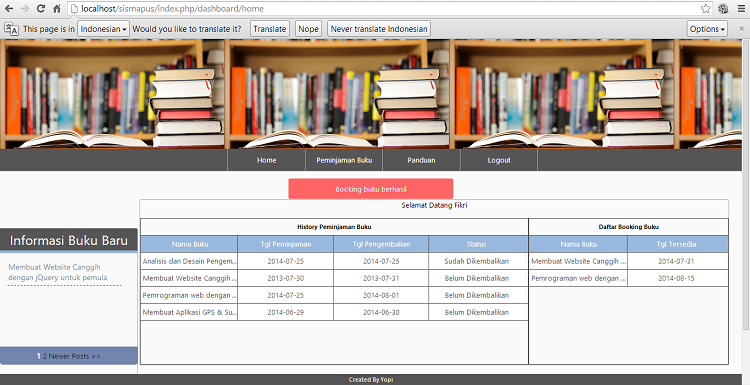 localhost/sismapus/index.php/dashboard/home
This page is in Indonesian Would you like to translate it? Translate Nope Never translate Indonesian Options
Home Peminjaman Buku Panduan Logout
Booking buku berhasil
Selamat Datang Fikri
Informasi Buku Baru
Membuat Website Canggih
dengan jQuery untuk pemula
1 2 Newer Posts >>
History Peminjaman Buku
Nama Buku Tgl Peminjaman Tgl Pengembalian Status
Analisis dan Desain Pengem... 2014-07-25 2014-07-25 Sudah Dikembalikan
Membuat Website Canggih ... 2013-07-30 2013-07-31 Belum Dikembalikan
Pemrograman web dengan ... 2014-07-25 2014-08-01 Belum Dikembalikan
Membuat Aplikasi GPS & Su... 2014-06-29 2014-06-30 Belum Dikembalikan
Daftar Booking Buku
Nama Buku Tgl Tersedia
Membuat Website Canggih ... 2014-07-31
Pemrograman web dengan ... 2014-08-15
Created By Yopi